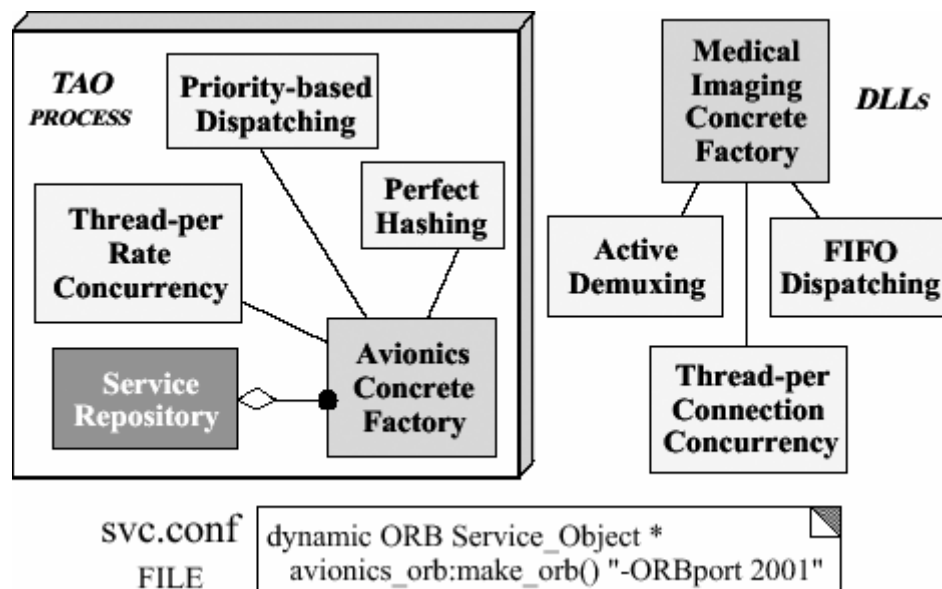 TAO
PROCESS
Priority-based
Dispatching
Perfect
Hashing
Thread-per
Rate
Concurrency
Service
Repository
Avionics
Concrete
Factory
Medical
Imaging
Concrete
Factory
DLLs
Active
Demuxing
FIFO
Dispatching
Thread-per
Connection
Concurrency
svc.conf
FILE
dynamic ORB Service_Object *
avionics_orb:make_orb() "-ORBport 2001"